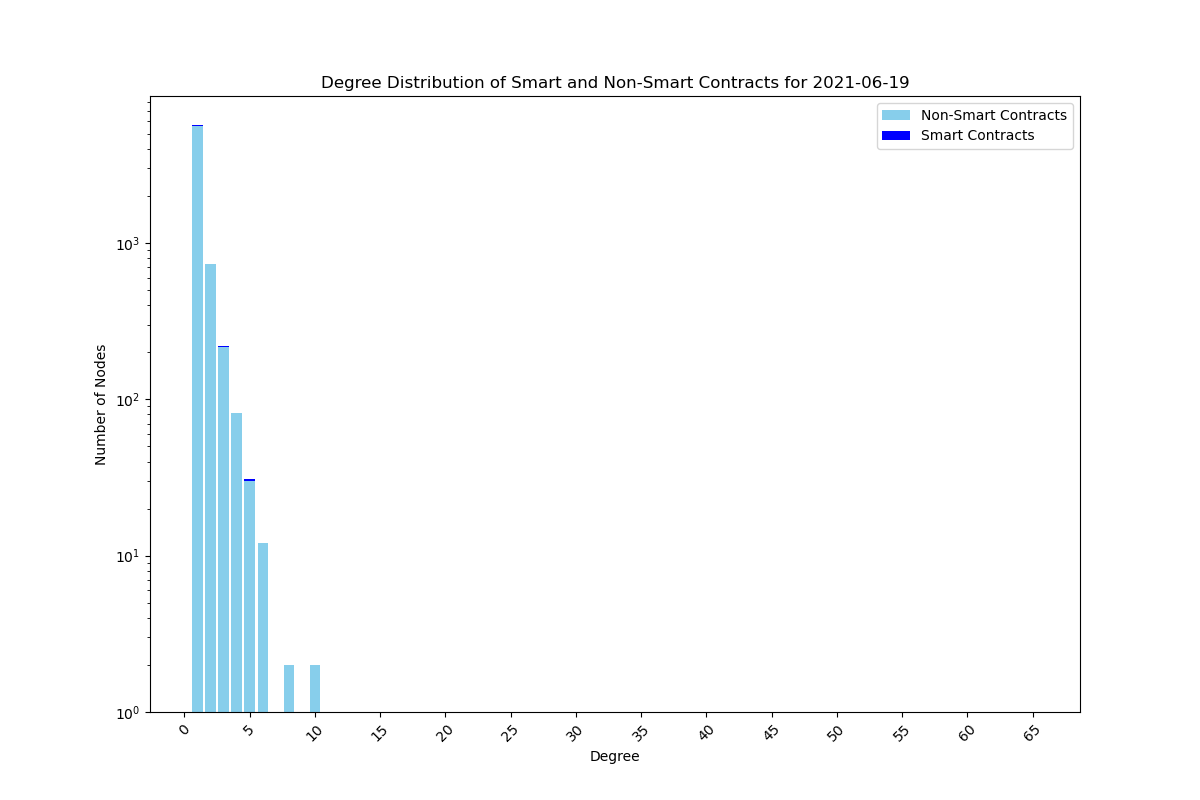 Degree Distribution of Smart and Non-Smart Contracts for 2021-06-19
Non-Smart Contracts
Smart Contracts
Number of Nodes
10³
10²
10¹
10⁰
0 5 10 15 20 25 30 35 40 45 50 55 60 65
Degree